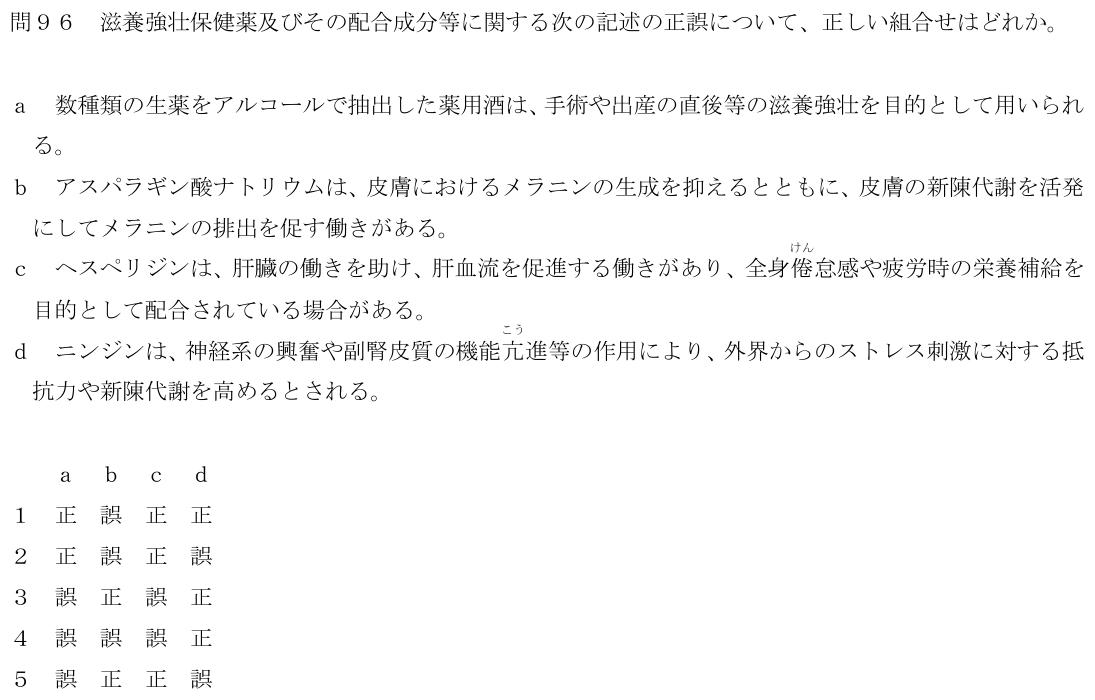 問９６　滋養強壮保健薬及びその配合成分等に関する次の記述の正誤について、正しい組合せはどれか。
ａ　数種類の生薬をアルコールで抽出した薬用酒は、手術や出産の直後等の滋養強壮を目的として用いられ
る。
ｂ　アスパラギン酸ナトリウムは、皮膚におけるメラニンの生成を抑えるとともに、皮膚の新陳代謝を活発
にしてメラニンの排出を促す働きがある。
けん
ｃ　ヘスペリジンは、肝臓の働きを助け、肝血流を促進する働きがあり、全身倦怠感や疲労時の栄養補給を
目的として配合されている場合がある。
こう
ｄ　ニンジンは、神経系の興奮や副腎皮質の機能亢進等の作用により、外界からのストレス刺激に対する抵
抗力や新陳代謝を高めるとされる。
ａ　ｂ　ｃ　ｄ
１　正　誤　正　正
２　正　誤　正　誤
３　誤　正　誤　正
４　誤　誤　誤　正
５　誤　正　正　誤